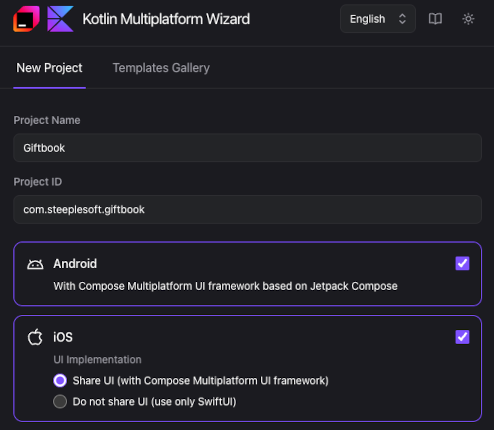 Kotlin Multiplatform Wizard
English
New Project
Templates Gallery
Project Name
Giftbook
Project ID
com.steeplesoft.giftbook
Android
With Compose Multiplatform UI framework based on Jetpack Compose
iOS
UI Implementation
Share UI (with Compose Multiplatform UI framework)
Do not share UI (use only SwiftUI)